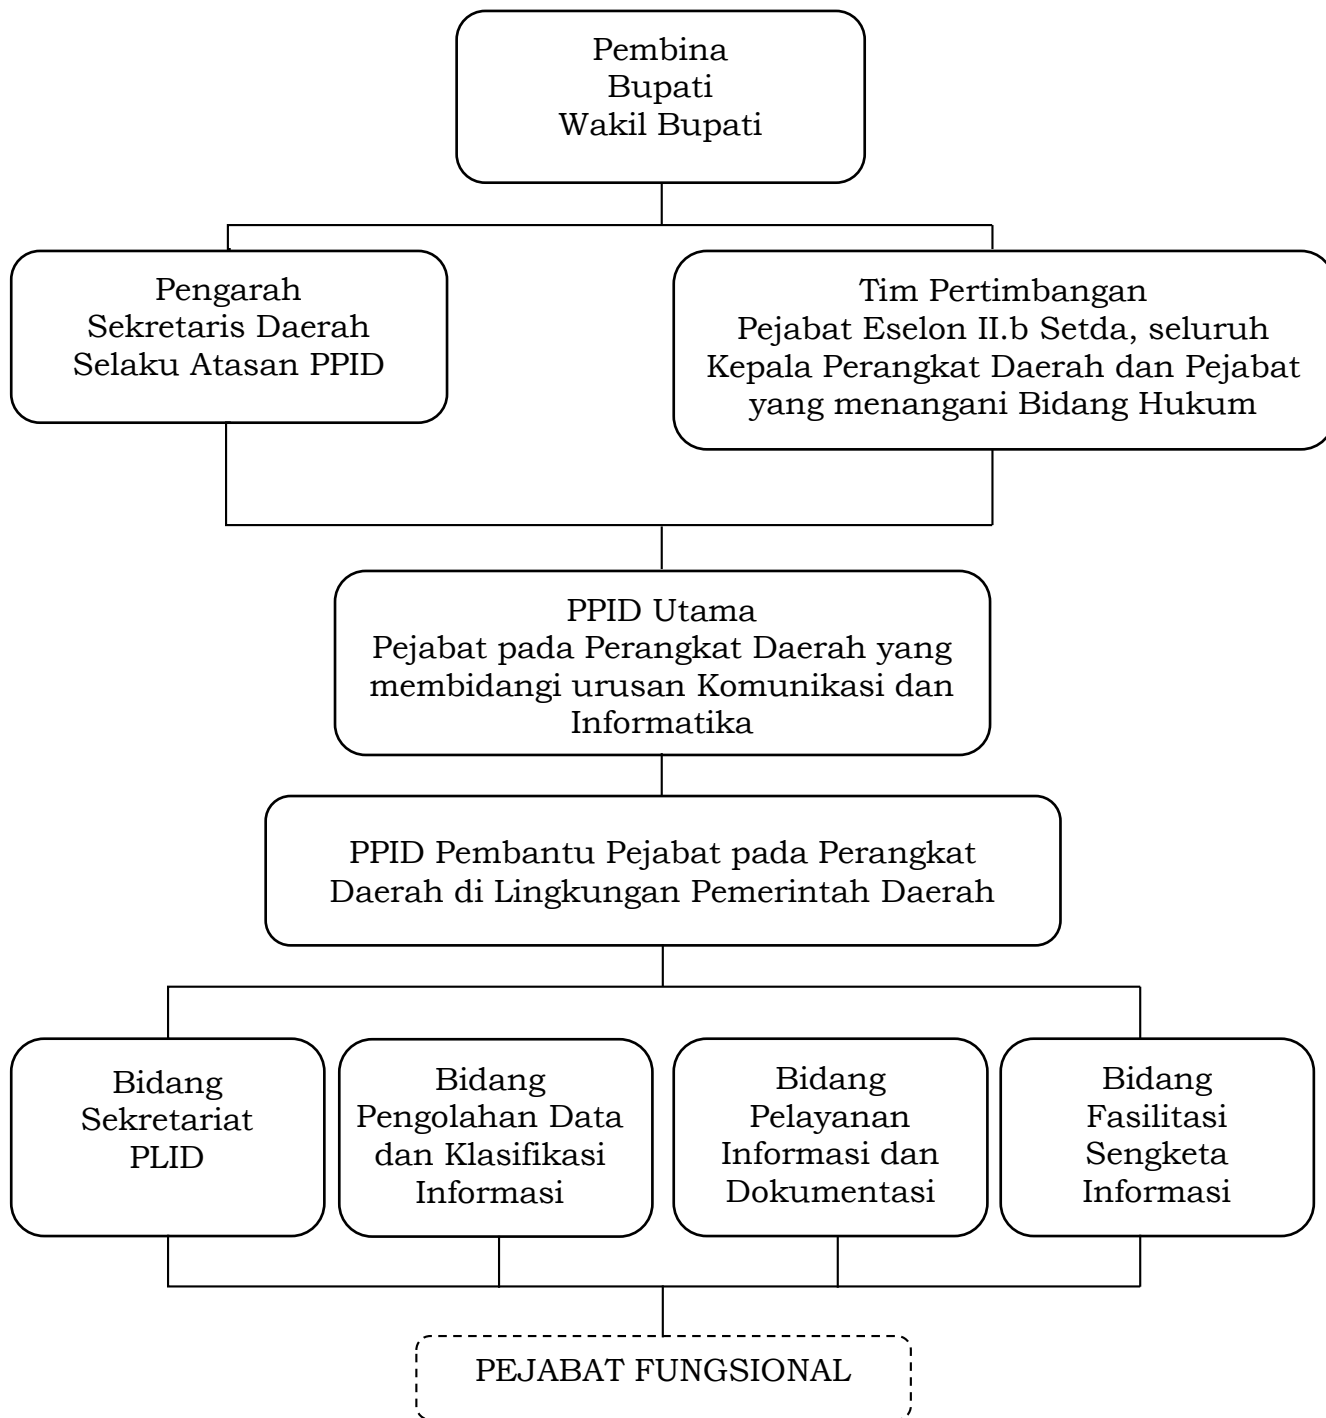 Pembina
Bupati
Wakil Bupati
Pengarah
Sekretaris Daerah
Selaku Atasan PPID
Tim Pertimbangan
Pejabat Eselon II.b Setda, seluruh
Kepala Perangkat Daerah dan Pejabat
yang menangani Bidang Hukum
PPID Utama
Pejabat pada Perangkat Daerah yang
membidangi urusan Komunikasi dan
Informatika
PPID Pembantu Pejabat pada Perangkat
Daerah di Lingkungan Pemerintah Daerah
Bidang
Sekretariat
PLID
Bidang
Pengolahan Data
dan Klasifikasi
Informasi
Bidang
Pelayanan
Informasi dan
Dokumentasi
Bidang
Fasilitasi
Sengketa
Informasi
PEJABAT FUNGSIONAL